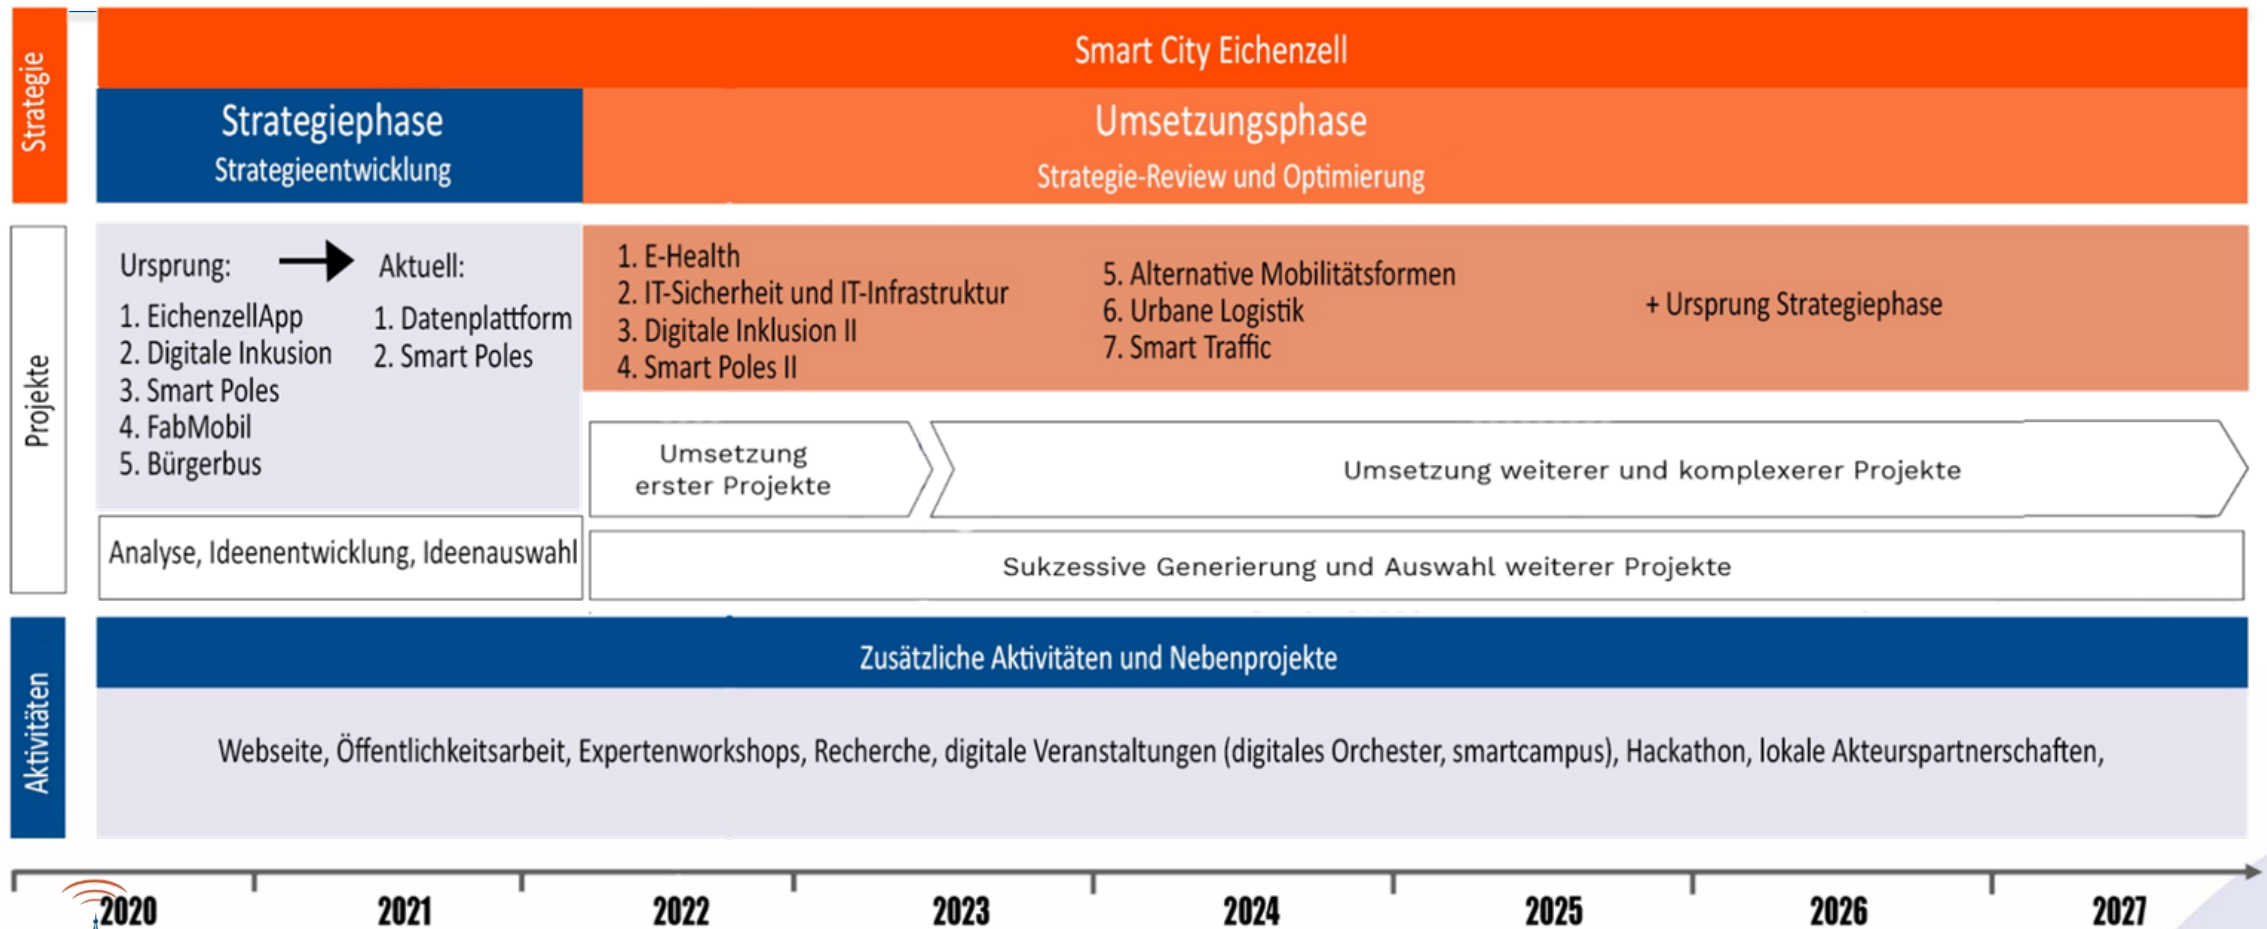 Strategie
Smart City Eichenzell
Strategiephase
Strategieentwicklung
Umsetzungsphase
Strategie-Review und Optimierung
Projekte
Ursprung:
1. EichenzellApp
2. Digitale Inkusion
3. Smart Poles
4. FabMobil
5. Bürgerbus
Aktuell:
1. Datenplattform
2. Smart Poles
1. E-Health
2. IT-Sicherheit und IT-Infrastruktur
3. Digitale Inklusion II
4. Smart Poles II
5. Alternative Mobilitätsformen
6. Urbane Logistik
7. Smart Traffic
+ Ursprung Strategiephase
Umsetzung
erster Projekte
Umsetzung weiterer und komplexerer Projekte
Analyse, Ideenentwicklung, Ideenauswahl
Sukzessive Generierung und Auswahl weiterer Projekte
Aktivitäten
Zusätzliche Aktivitäten und Nebenprojekte
Webseite, Öffentlichkeitsarbeit, Expertenworkshops, Recherche, digitale Veranstaltungen (digitales Orchester, smartcampus), Hackathon, lokale Akteurspartnerschaften,
2020 2021 2022 2023 2024 2025 2026 2027